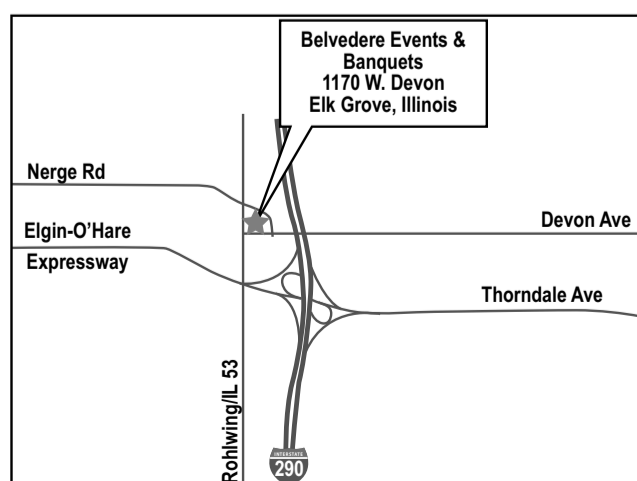 Belvedere Events &
Banquets
1170 W. Devon
Elk Grove, Illinois
Nerge Rd
Devon Ave
Elgin-O’Hare
Expressway
Thorndale Ave
Rohlwing/IL 53
INTERSTATE
290